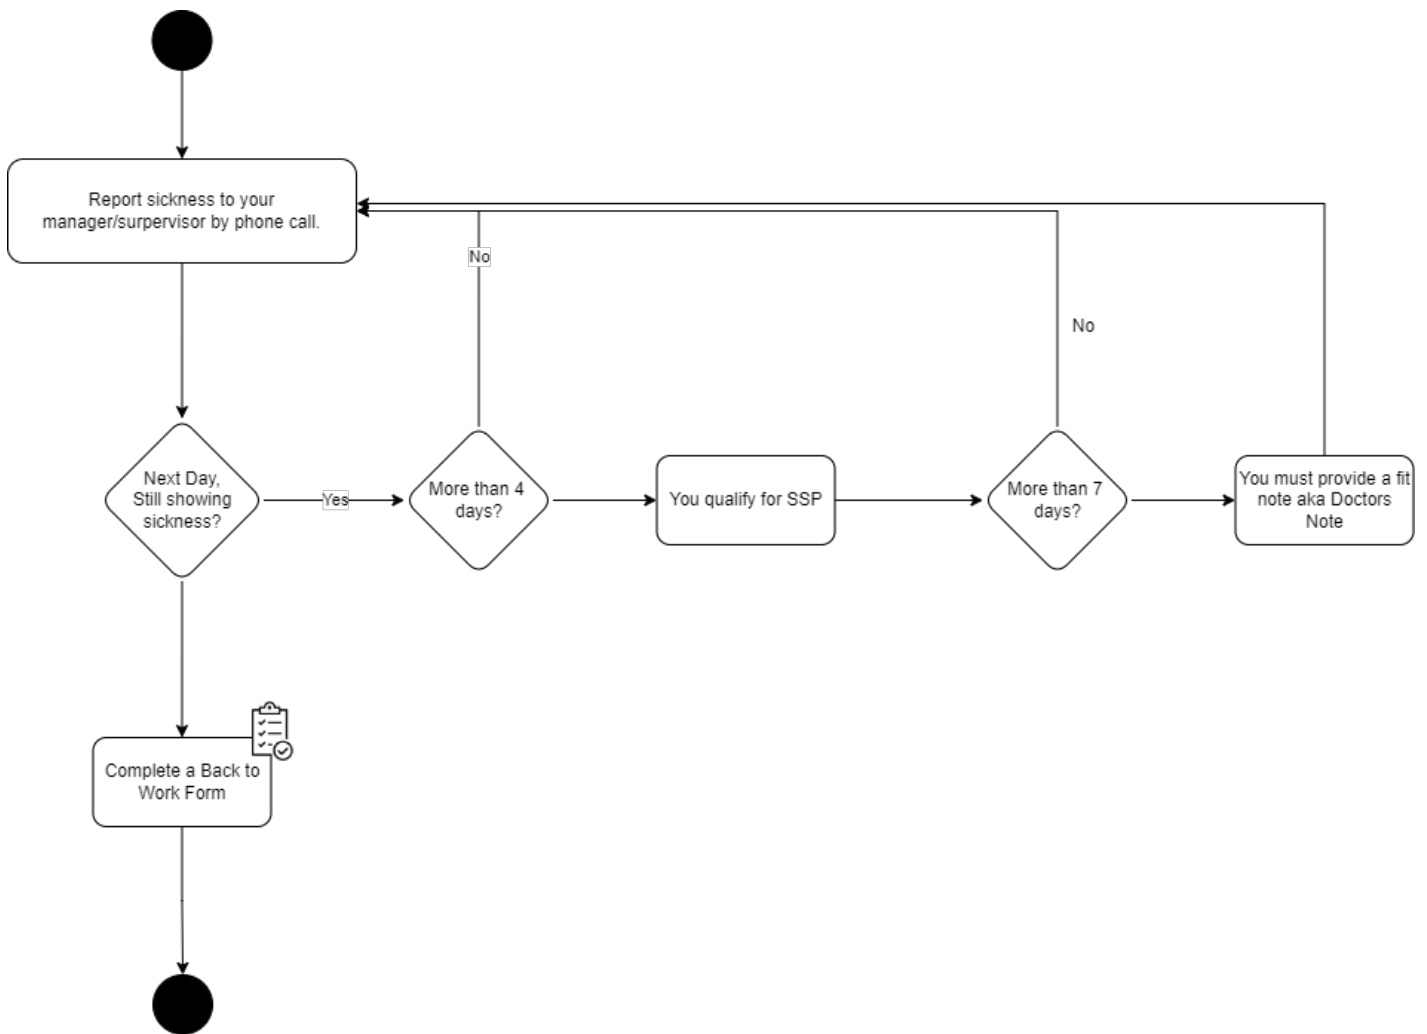 Report sickness to your
manager/surpervisor by phone call.
No
No
Next Day,
Still showing
sickness?
Yes
More than 4
days?
You qualify for SSP
More than 7
days?
You must provide a fit
note aka Doctors
Note
Complete a Back to
Work Form